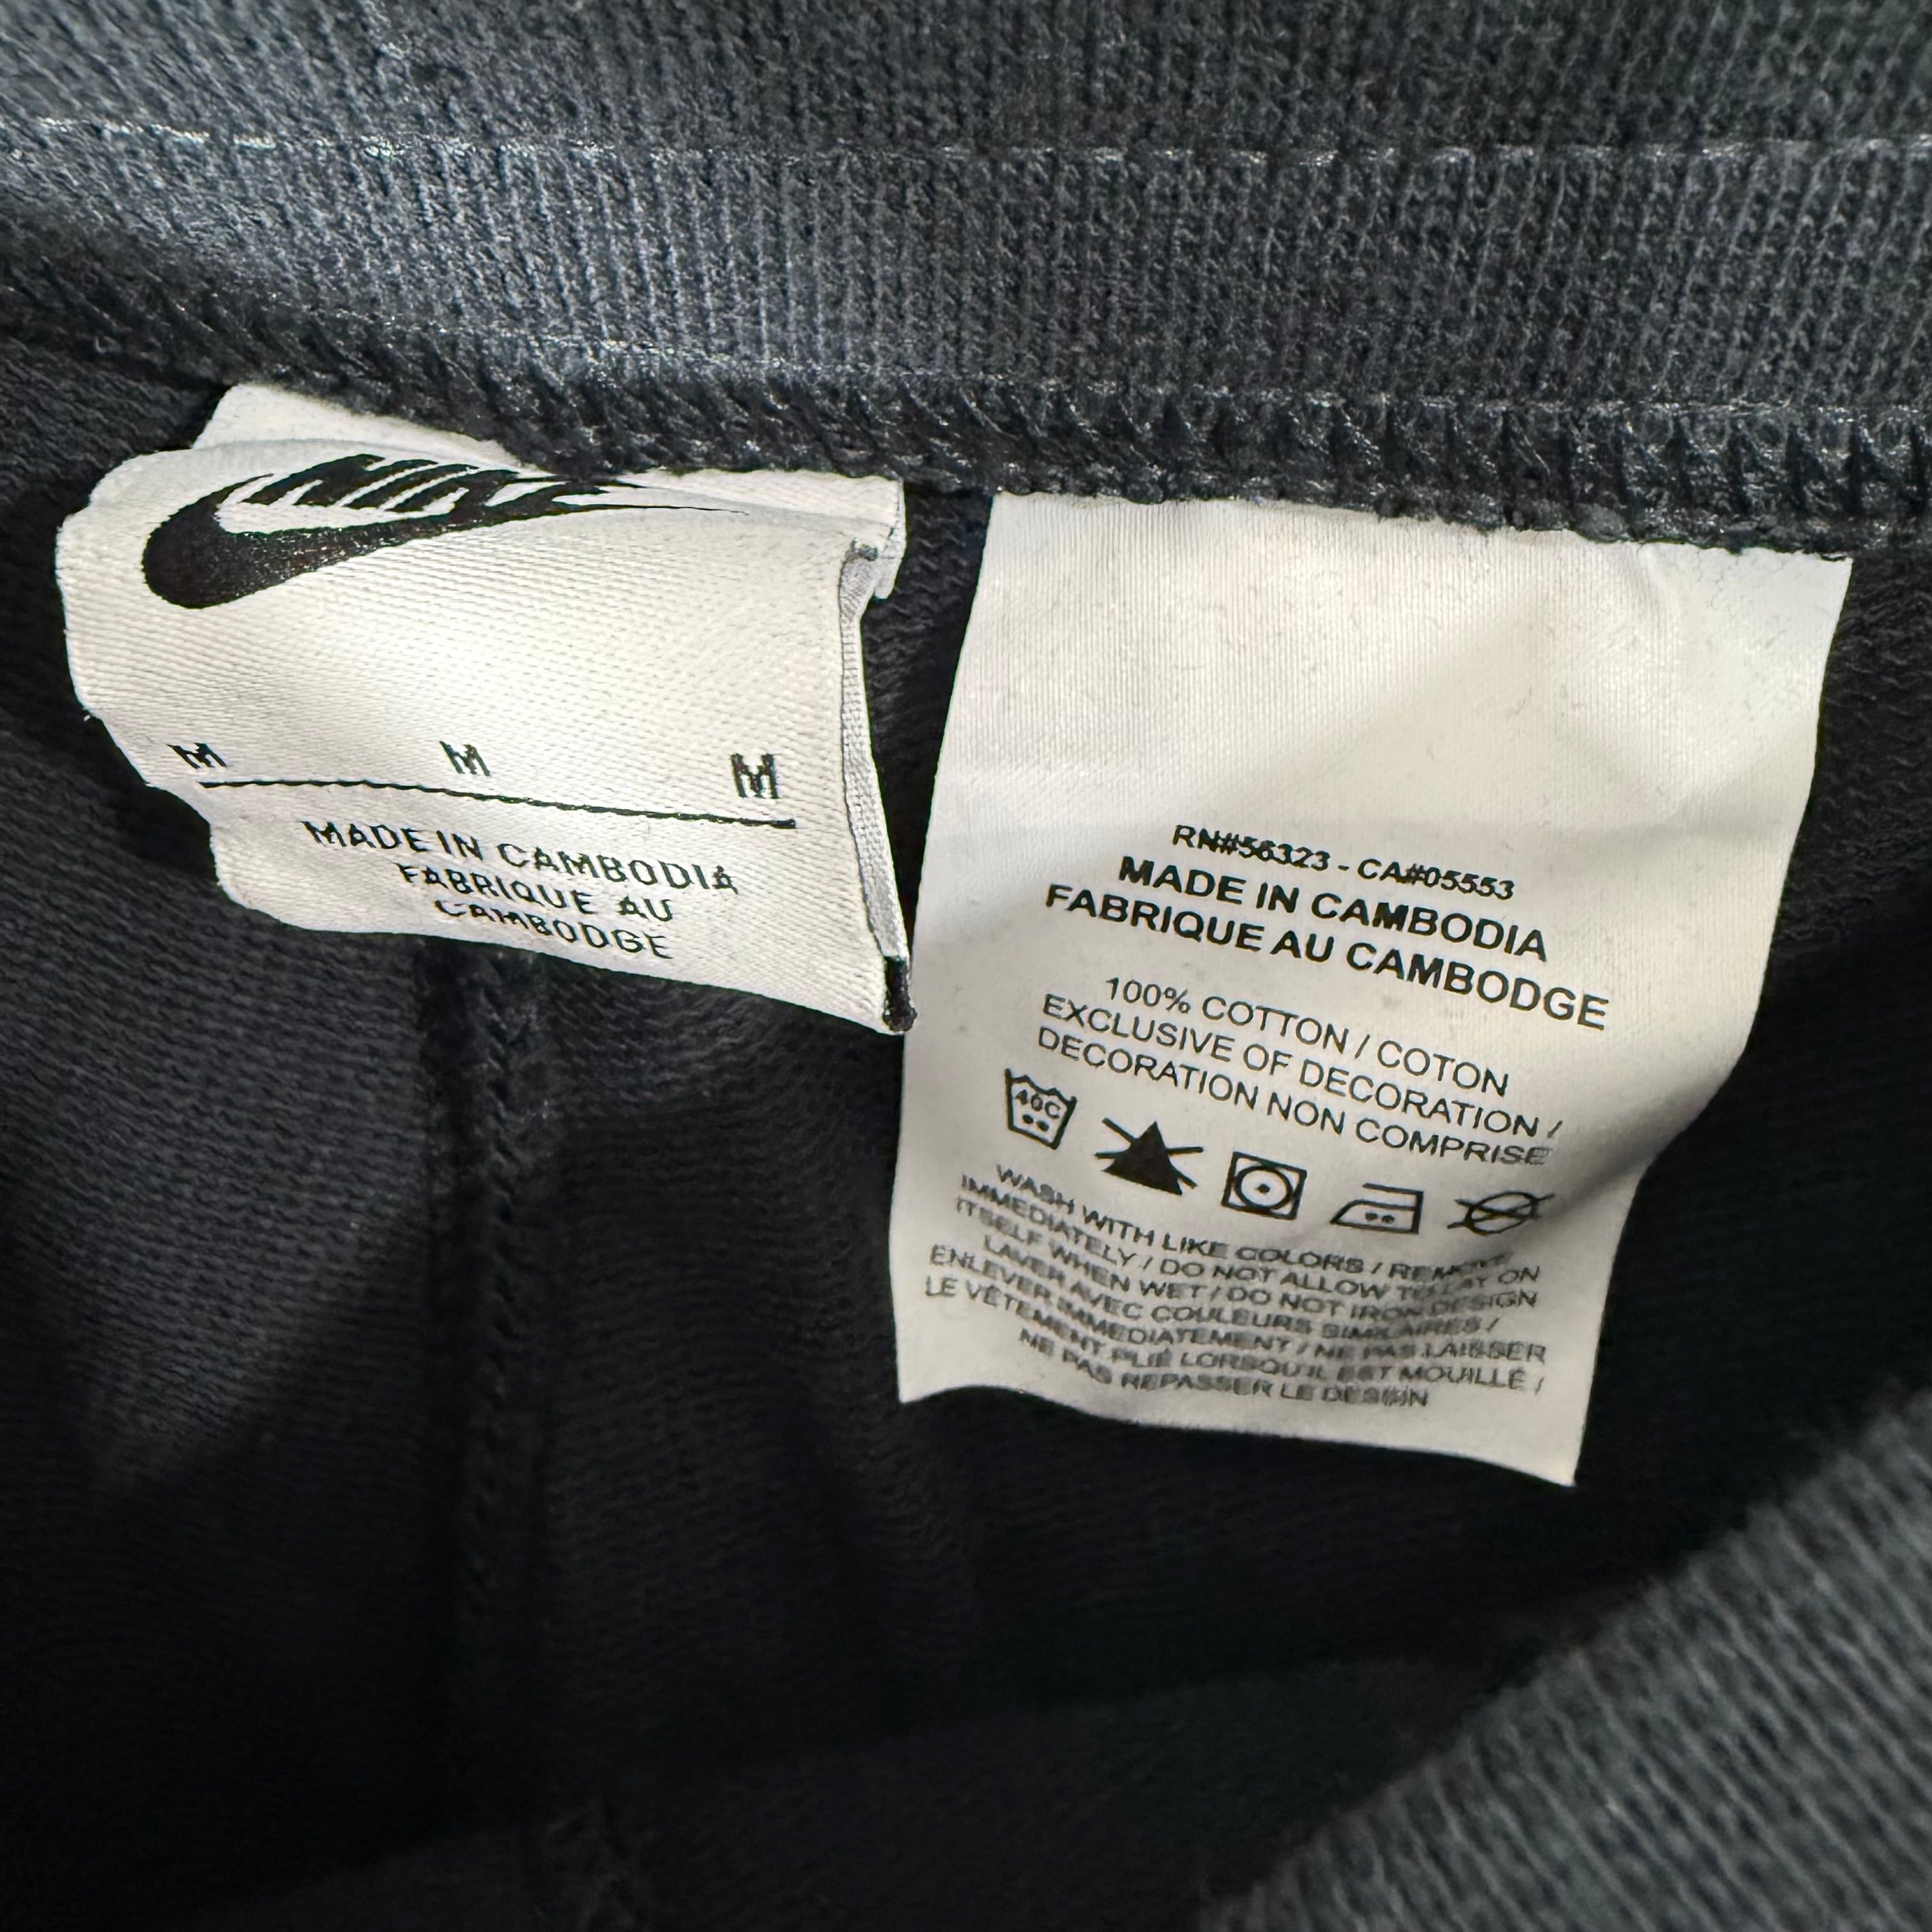 NIKE
M M M
MADE IN CAMBODIA
FABRIQUE AU
CAMBODGE
RN#56323 - CA#05553
MADE IN CAMBODIA
FABRIQUE AU CAMBODGE
100% COTTON / COTON
EXCLUSIVE OF DECORATION /
DECORATION NON COMPRISE
40C
WASH WITH LIKE COLORS / REMOVE
IMMEDIATELY / DO NOT ALLOW TO LAY ON
ITSELF WHEN WET / DO NOT IRON DESIGN
LAVER AVEC COULEURS SIMILAIRES /
ENLEVER IMMEDIATEMENT / NE PAS LAISSER
LE VÊTEMENT PLIÉ LORSQU'IL EST MOUILLÉ /
NE PAS REPASSER LE DESIGN